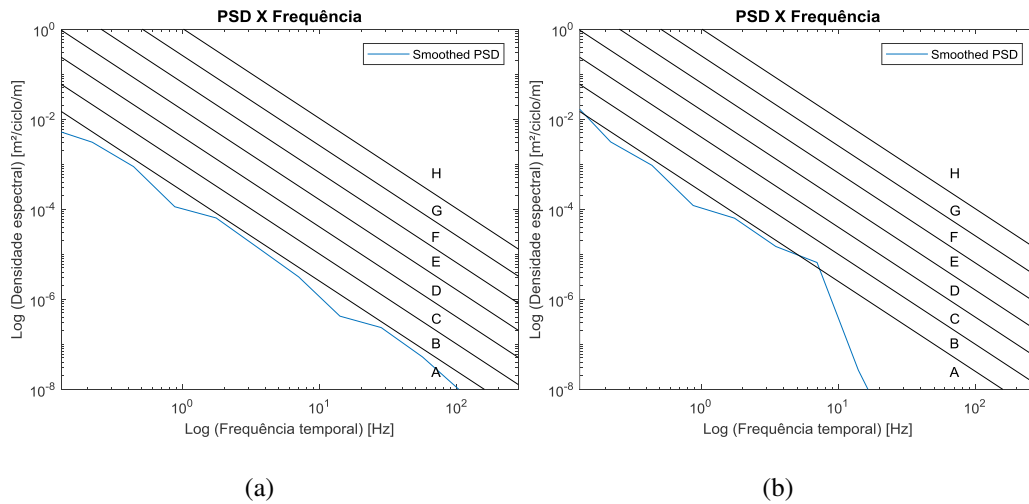 PSD X Frequência
10^0
10^-2
10^-4
10^-6
10^-8
Log (Densidade espectral) [m²/ciclo/m]
Smoothed PSD
H
G
F
E
D
C
B
A
10^0
10^1
10^2
Log (Frequência temporal) [Hz]
(a)
PSD X Frequência
10^0
10^-2
10^-4
10^-6
10^-8
Log (Densidade espectral) [m²/ciclo/m]
Smoothed PSD
H
G
F
E
D
C
B
A
10^0
10^1
10^2
Log (Frequência temporal) [Hz]
(b)